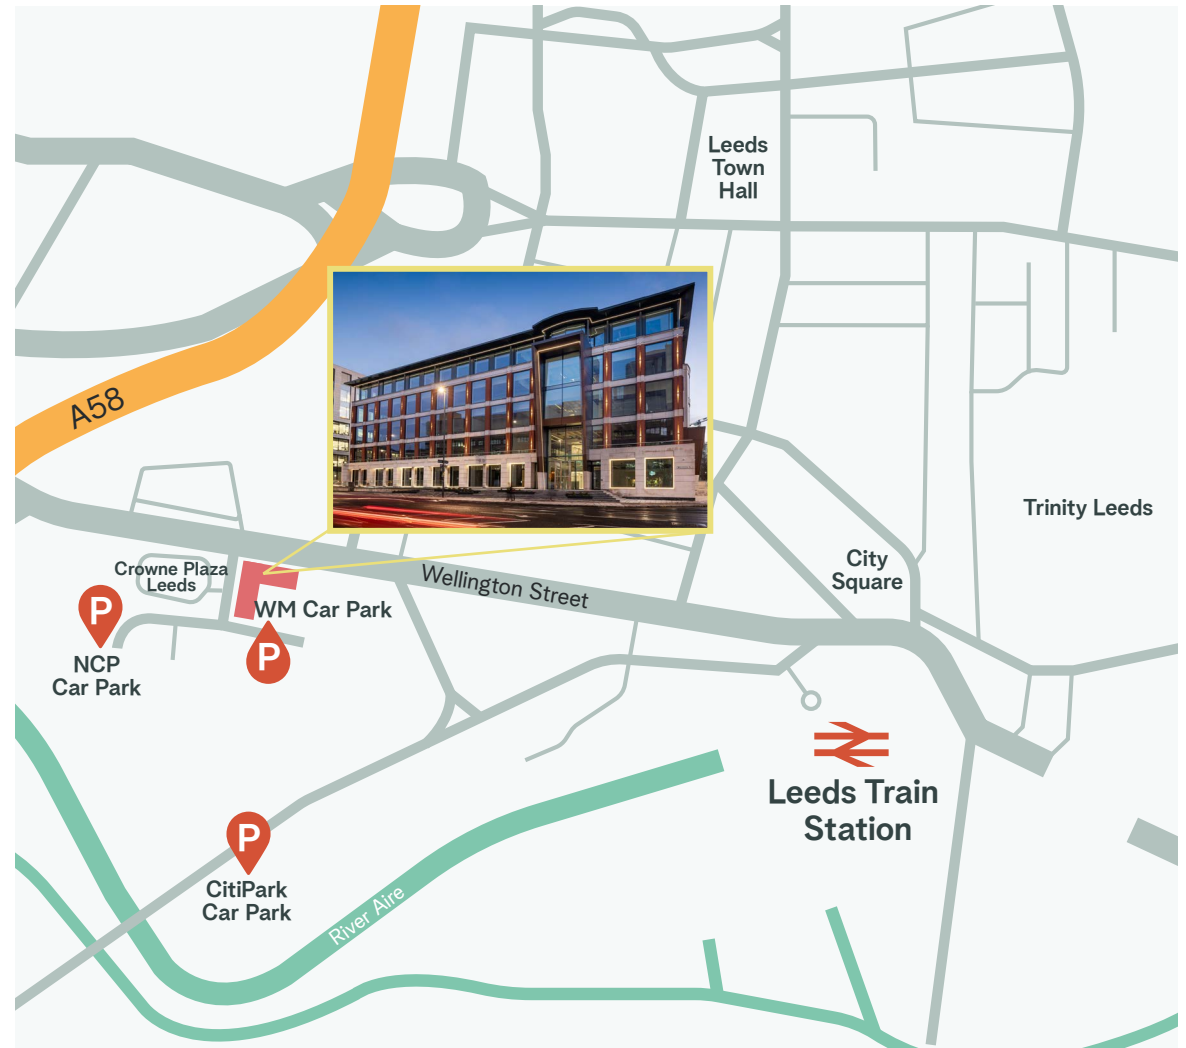 Leeds
Town
Hall
A58
Trinity Leeds
City
Square
Crowne Plaza
Leeds
Wellington Street
P
WM Car Park
NCP
Car Park
P
Leeds Train
Station
P
CitiPark
Car Park
River Aire